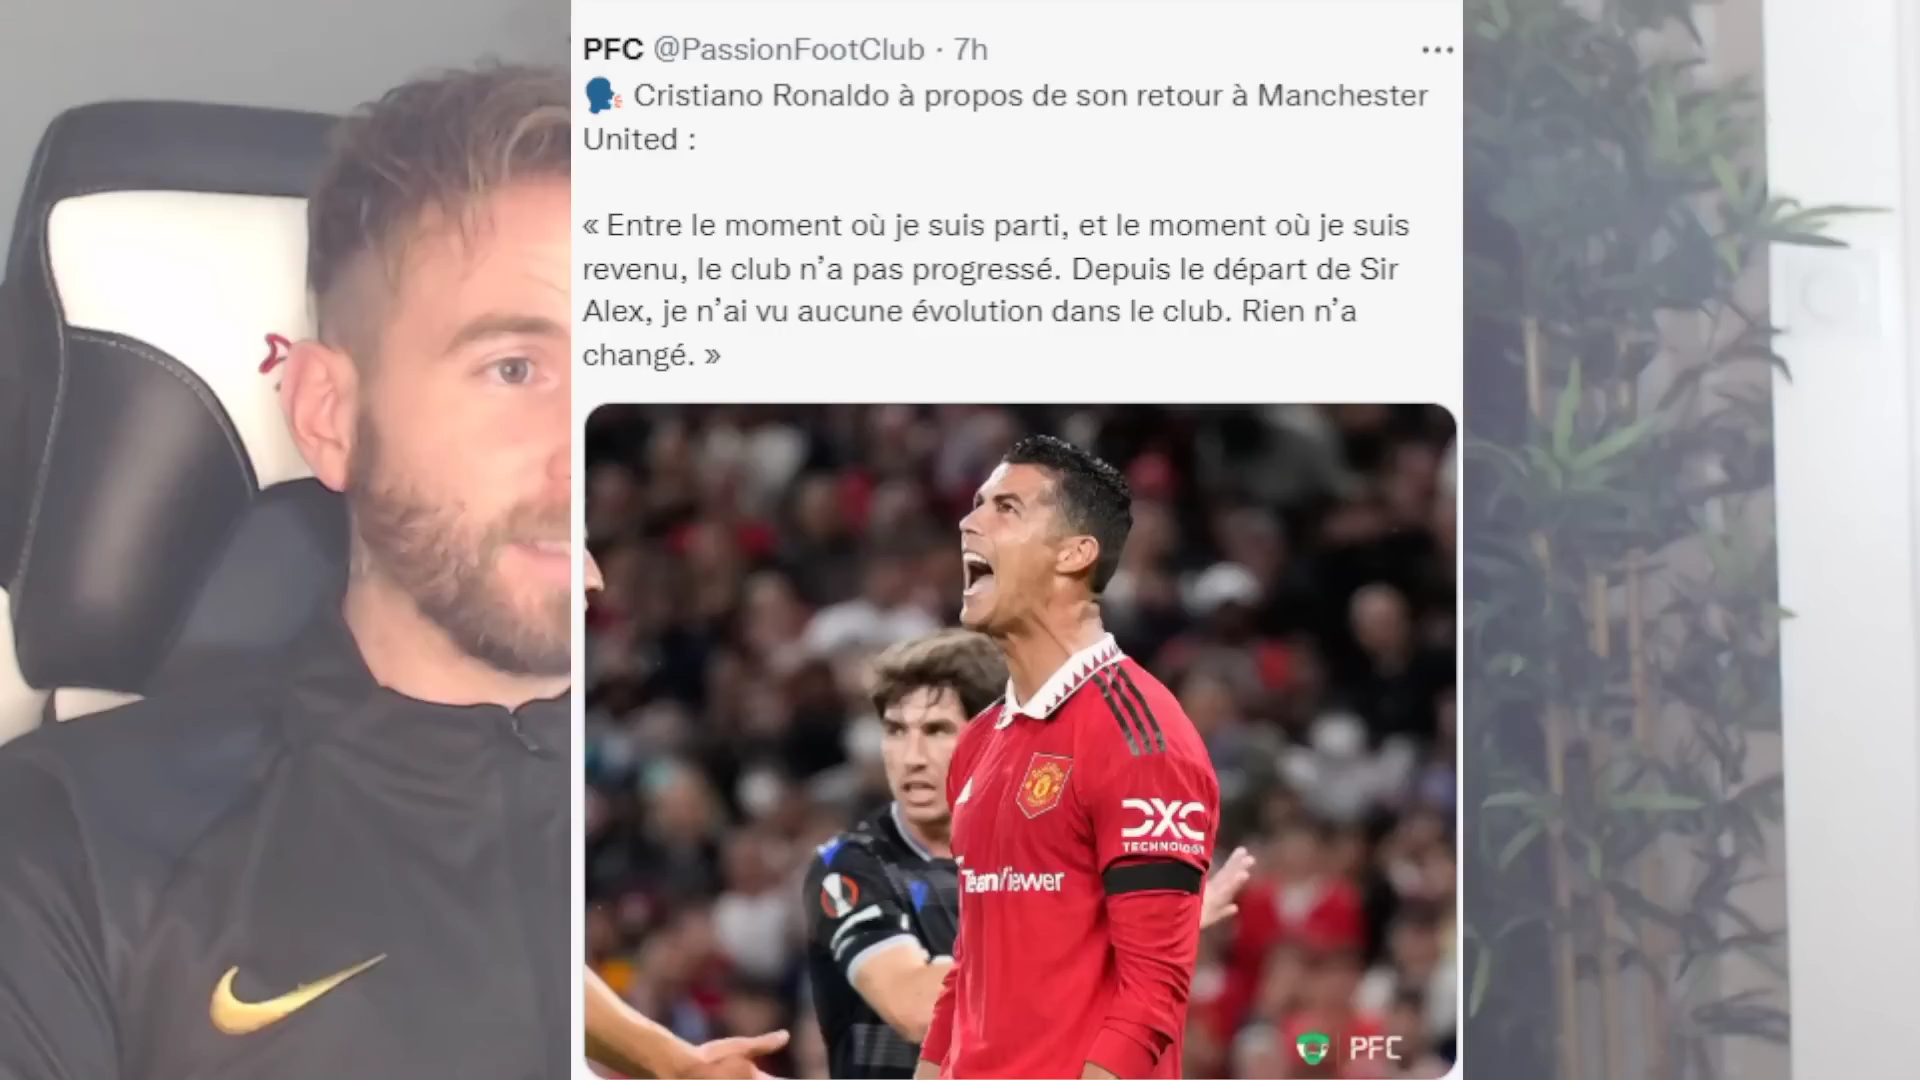 PFC @PassionFootClub · 7h
🗣 Cristiano Ronaldo à propos de son retour à Manchester
United :
« Entre le moment où je suis parti, et le moment où je suis
revenu, le club n’a pas progressé. Depuis le départ de Sir
Alex, je n’ai vu aucune évolution dans le club. Rien n’a
changé. »
DXC
TECHNOLOGY
TeamViewer
PFC